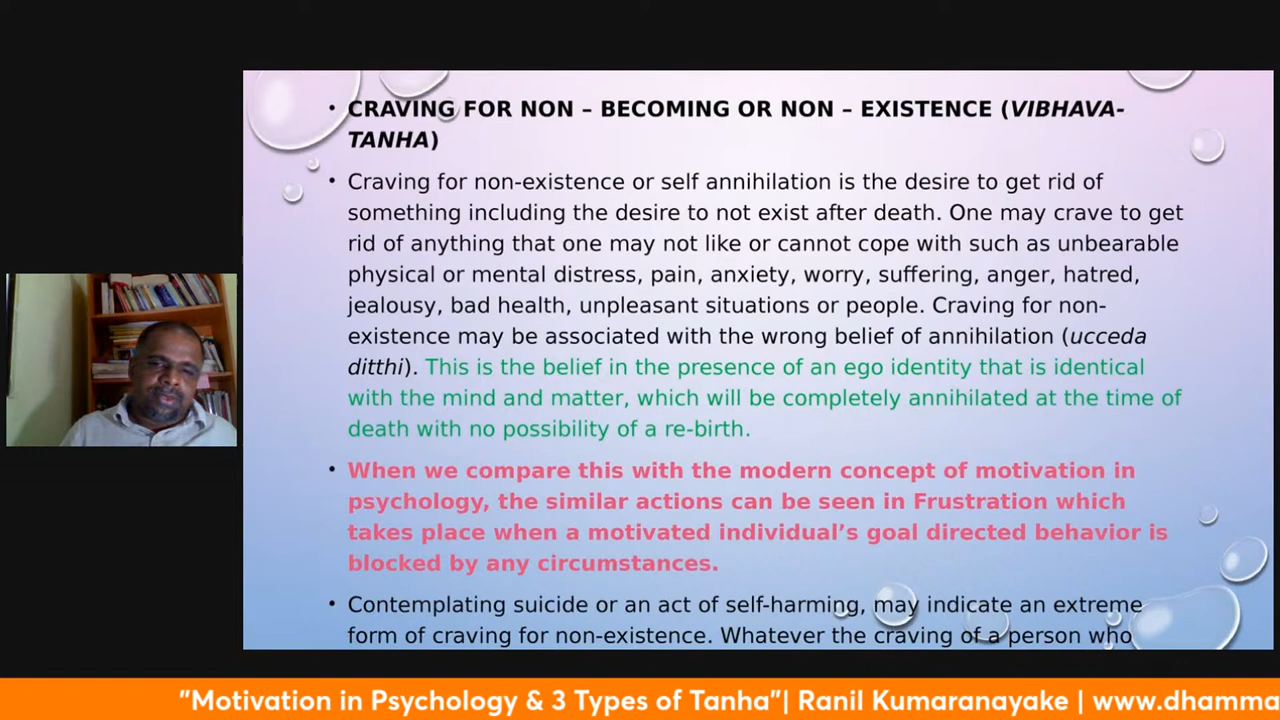 • CRAVING FOR NON – BECOMING OR NON – EXISTENCE (VIBHAVA-
TANHA)
• Craving for non-existence or self annihilation is the desire to get rid of
something including the desire to not exist after death. One may crave to get
rid of anything that one may not like or cannot cope with such as unbearable
physical or mental distress, pain, anxiety, worry, suffering, anger, hatred,
jealousy, bad health, unpleasant situations or people. Craving for non-
existence may be associated with the wrong belief of annihilation (ucceda
ditthi). This is the belief in the presence of an ego identity that is identical
with the mind and matter, which will be completely annihilated at the time of
death with no possibility of a re-birth.
• When we compare this with the modern concept of motivation in
psychology, the similar actions can be seen in Frustration which
takes place when a motivated individual’s goal directed behavior is
blocked by any circumstances.
• Contemplating suicide or an act of self-harming, may indicate an extreme
form of craving for non-existence. Whatever the craving of a person who
"Motivation in Psychology & 3 Types of Tanha"| Ranil Kumaranayake | www.dhamma